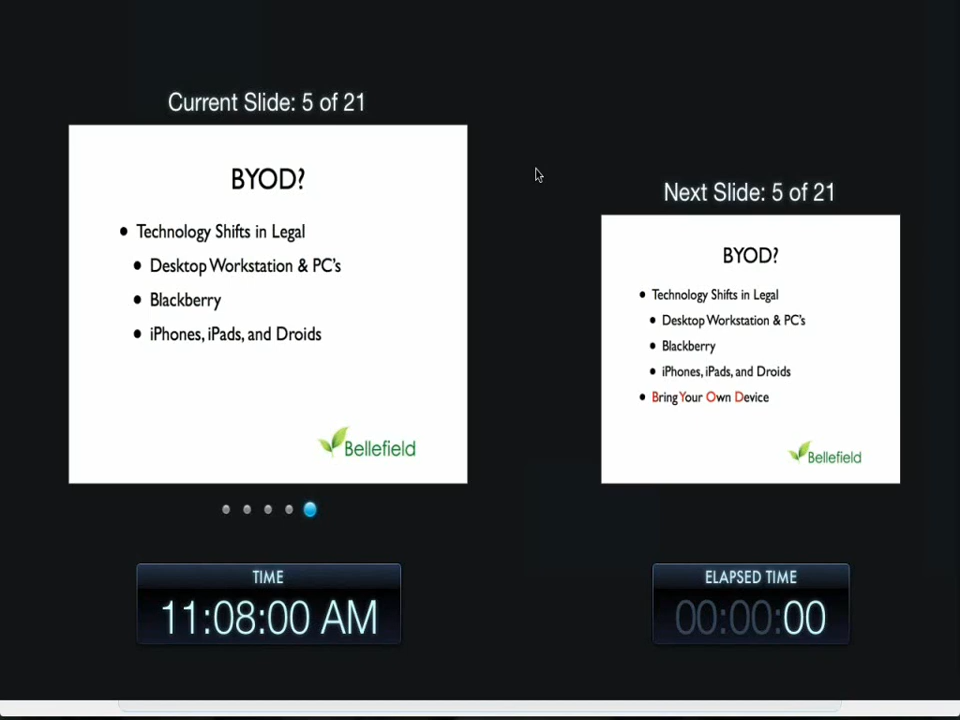 Current Slide: 5 of 21
BYOD?
• Technology Shifts in Legal
• Desktop Workstation & PC's
• Blackberry
• iPhones, iPads, and Droids
Bellefield
TIME
11:08:00 AM
Next Slide: 5 of 21
BYOD?
• Technology Shifts in Legal
• Desktop Workstation & PC's
• Blackberry
• iPhones, iPads, and Droids
• Bring Your Own Device
Bellefield
ELAPSED TIME
00:00:00